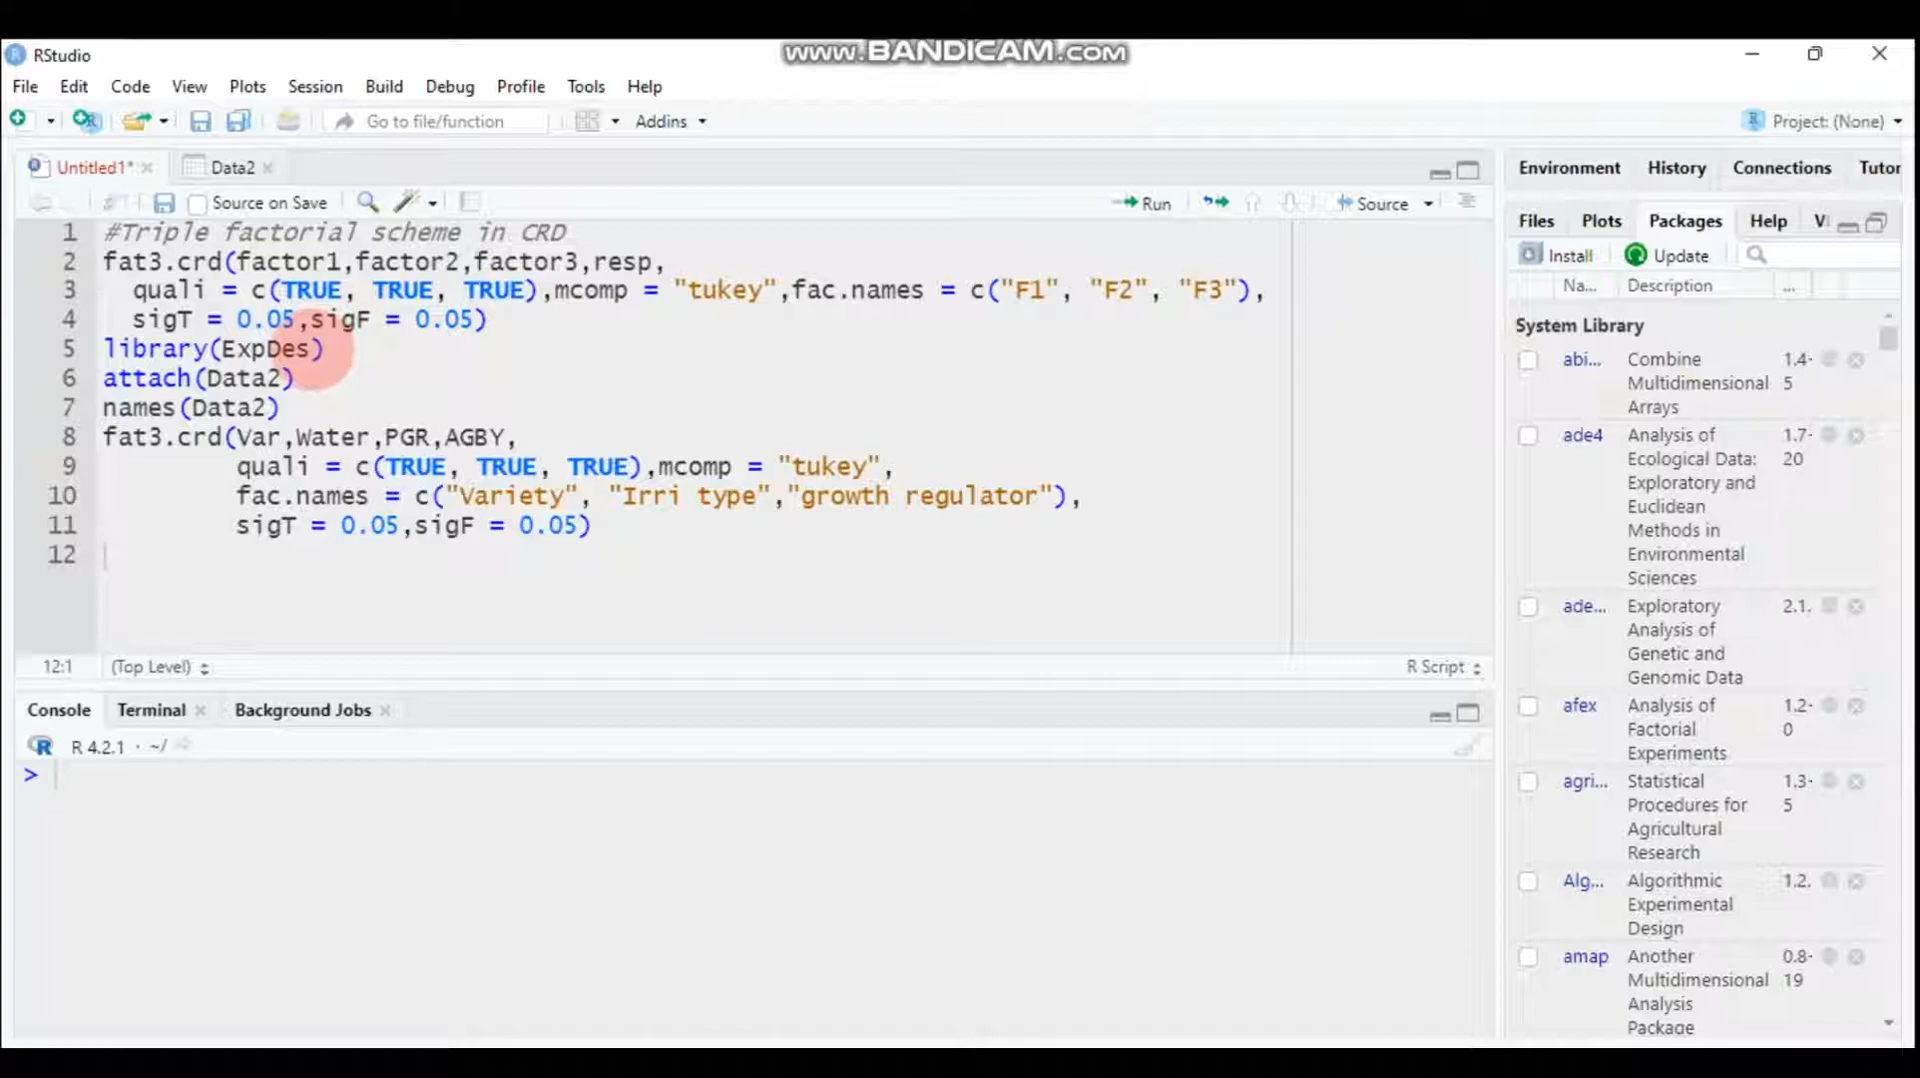 www.BANDICAM.com
RStudio
File Edit Code View Plots Session Build Debug Profile Tools Help
Go to file/function Addins Project: (None)
Untitled1* Data2
Source on Save Run Source
1 #Triple factorial scheme in CRD
2 fat3.crd(factor1,factor2,factor3,resp,
3 quali = c(TRUE, TRUE, TRUE),mcomp = "tukey",fac.names = c("F1", "F2", "F3"),
4 sigT = 0.05,sigF = 0.05)
5 library(ExpDes)
6 attach(Data2)
7 names(Data2)
8 fat3.crd(Var,Water,PGR,AGBY,
9 quali = c(TRUE, TRUE, TRUE),mcomp = "tukey",
10 fac.names = c("Variety", "Irri type","growth regulator"),
11 sigT = 0.05,sigF = 0.05)
12
12:1 (Top Level) R Script
Console Terminal Background Jobs
R 4.2.1 · ~/
>
Environment History Connections Tutor
Files Plots Packages Help Vi
Install Update
Na... Description ...
System Library
abi... Combine 1.4-
Multidimensional 5
Arrays
ade4 Analysis of 1.7-
Ecological Data: 20
Exploratory and
Euclidean
Methods in
Environmental
Sciences
ade... Exploratory 2.1.
Analysis of
Genetic and
Genomic Data
afex Analysis of 1.2-
Factorial 0
Experiments
agri... Statistical 1.3-
Procedures for 5
Agricultural
Research
Alg... Algorithmic 1.2.
Experimental
Design
amap Another 0.8-
Multidimensional 19
Analysis
Package